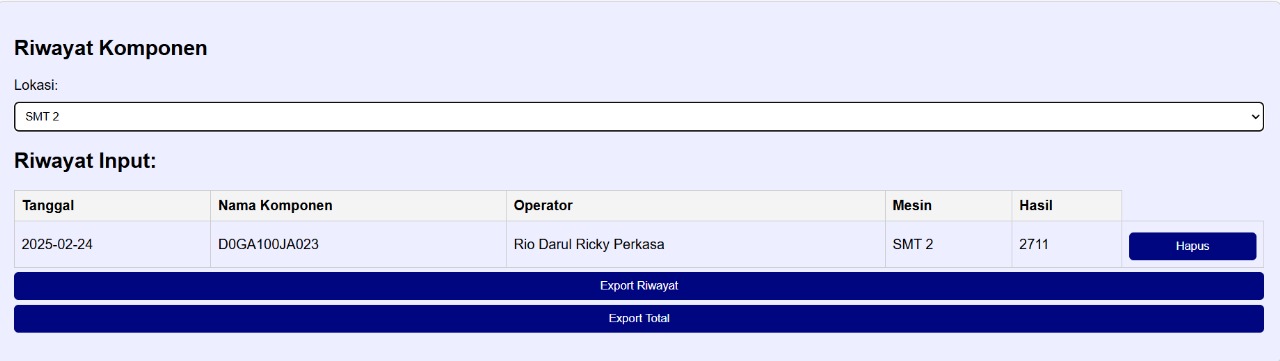 Riwayat Komponen
Lokasi:
SMT 2
Riwayat Input:
Tanggal Nama Komponen Operator Mesin Hasil
2025-02-24 D0GA100JA023 Rio Darul Ricky Perkasa SMT 2 2711 Hapus
Export Riwayat
Export Total